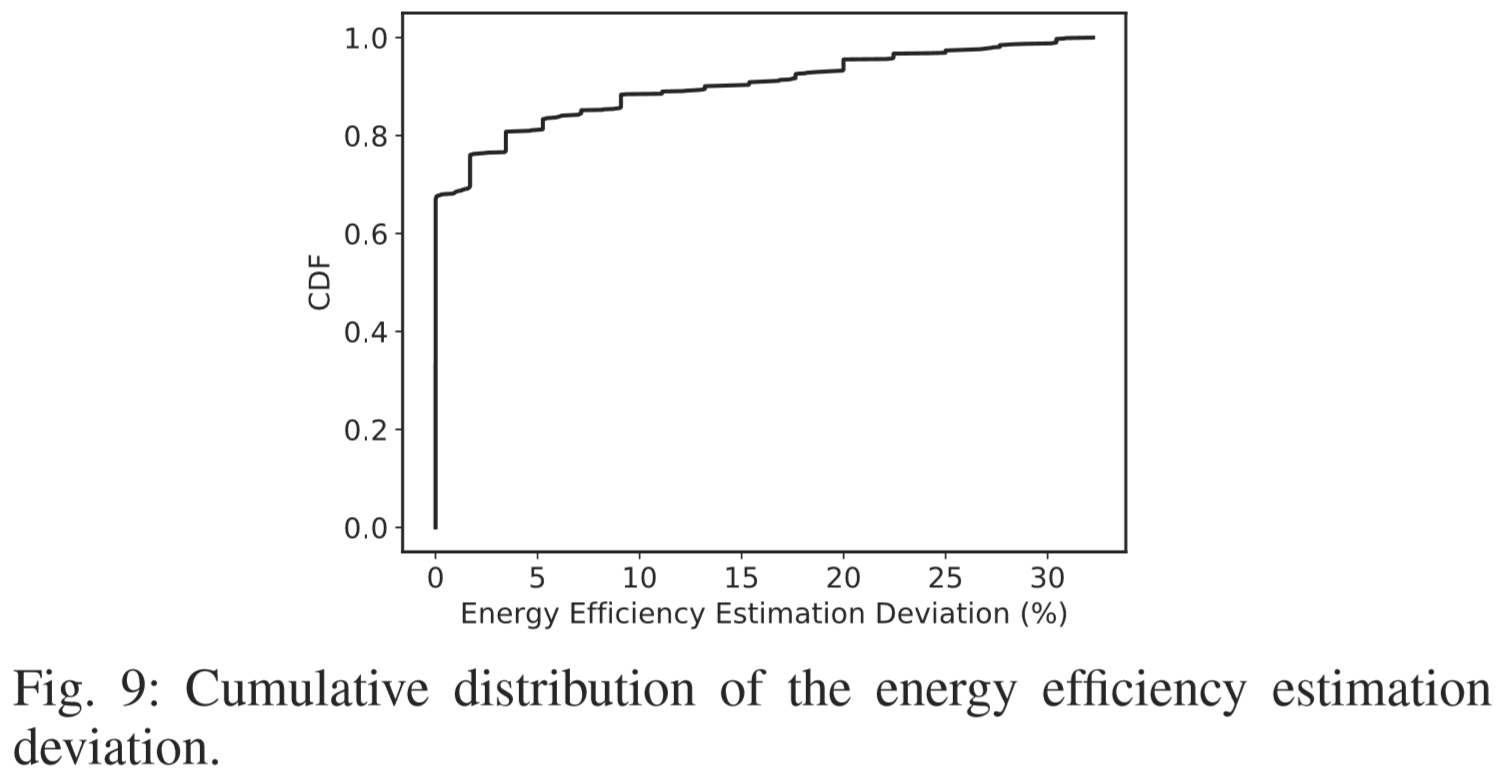 1.0
0.8
0.6
0.4
0.2
0.0
CDF
0 5 10 15 20 25 30
Energy Efficiency Estimation Deviation (%)
Fig. 9: Cumulative distribution of the energy efficiency estimation
deviation.